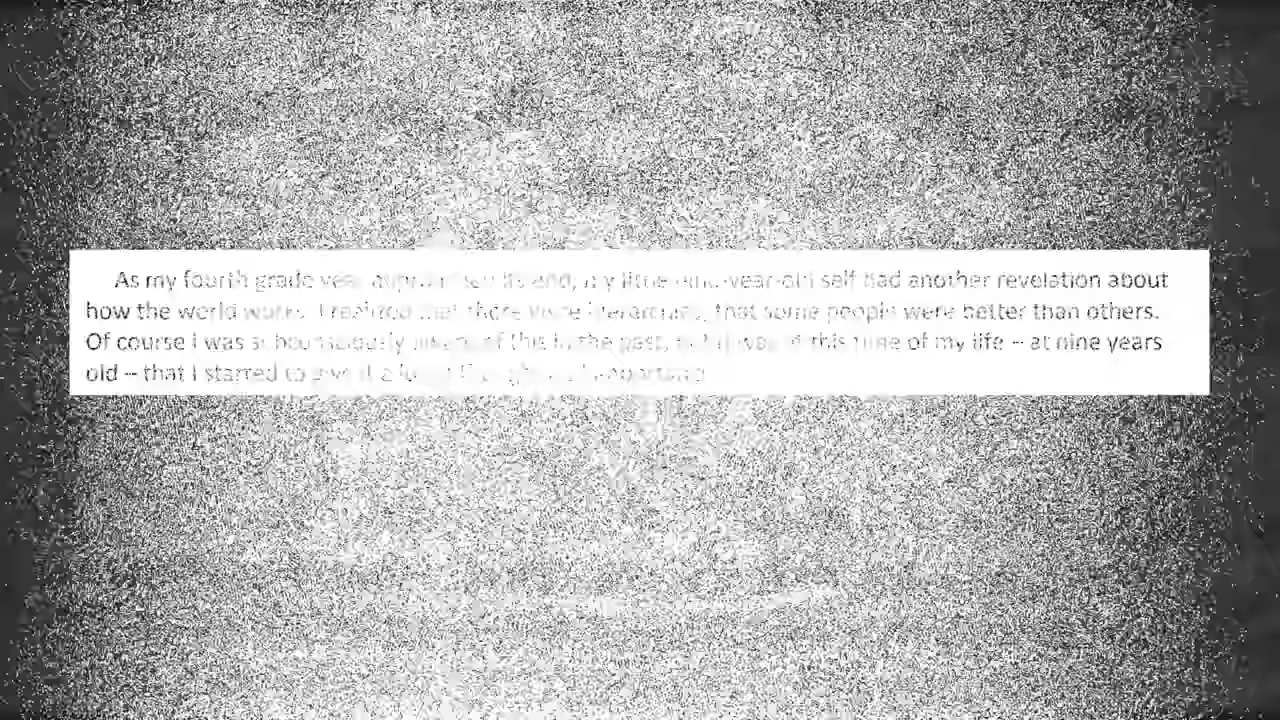 As my fourth grade year approached its end, my little nine-year-old self had another revelation about
how the world works. I realized that there were hierarchies, that some people were better than others.
Of course I was subconsciously aware of this in the past, but it was at this time of my life – at nine years
old – that I started to give it a lot of thought and importance.